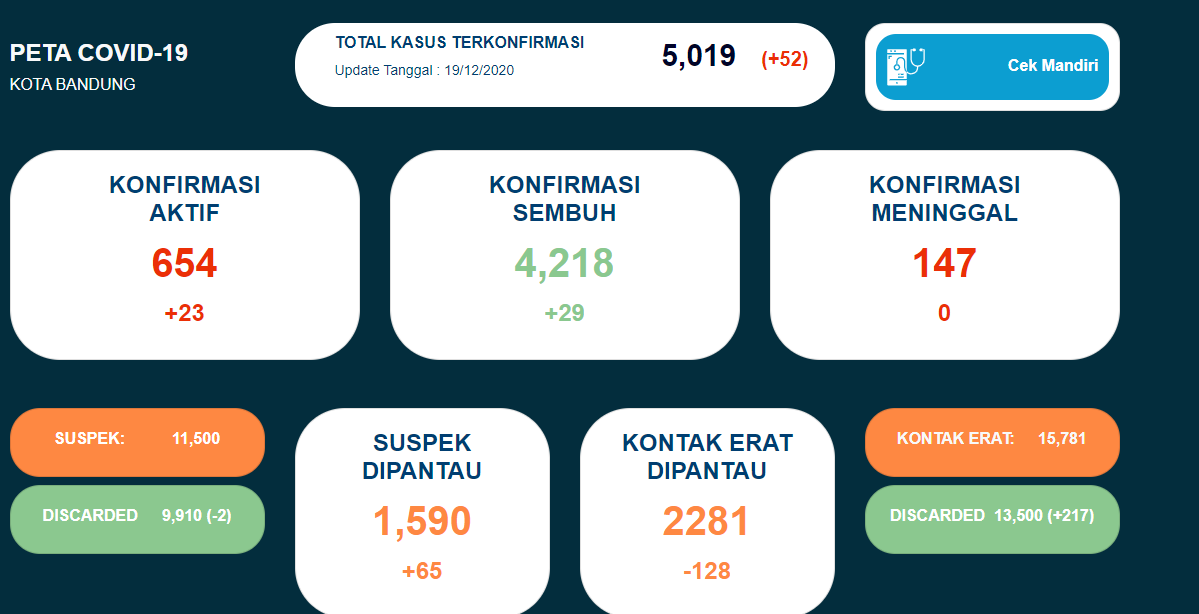 PETA COVID-19
KOTA BANDUNG
TOTAL KASUS TERKONFIRMASI
Update Tanggal : 19/12/2020
5,019 (+52)
Cek Mandiri
KONFIRMASI
AKTIF
654
+23
KONFIRMASI
SEMBUH
4,218
+29
KONFIRMASI
MENINGGAL
147
0
SUSPEK: 11,500
DISCARDED 9,910 (-2)
SUSPEK
DIPANTAU
1,590
+65
KONTAK ERAT
DIPANTAU
2281
-128
KONTAK ERAT: 15,781
DISCARDED 13,500 (+217)